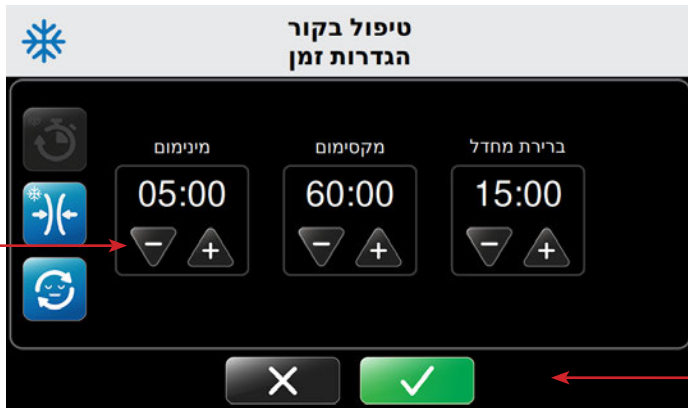 טיפול בקור
הגדרות זמן
ברירת מחדל
מקסימום
מינימום
15:00
60:00
05:00
- +
- +
- +